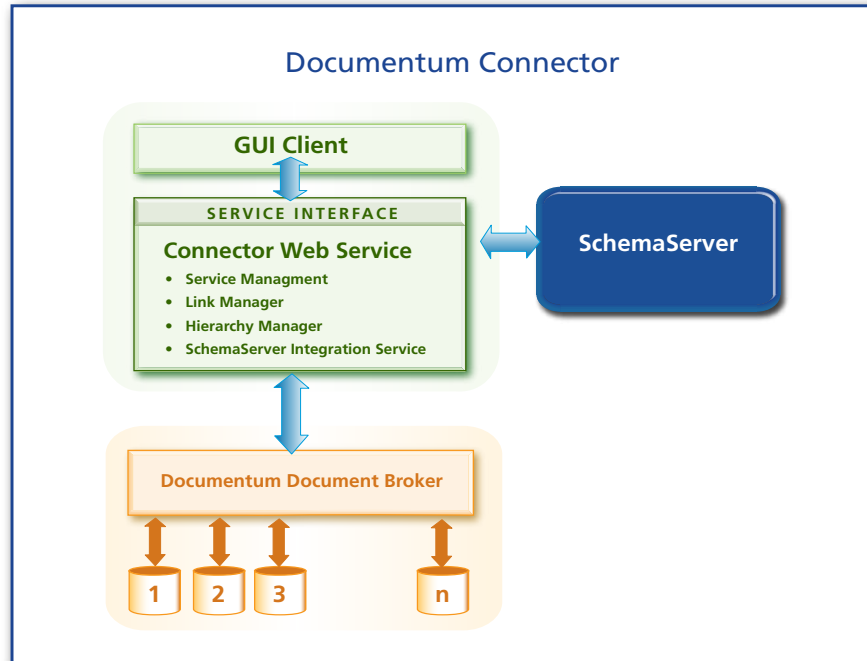 Documentum Connector
GUI Client
SERVICE INTERFACE
Connector Web Service
• Service Managment
• Link Manager
• Hierarchy Manager
• SchemaServer Integration Service
SchemaServer
Documentum Document Broker
1 2 3 n